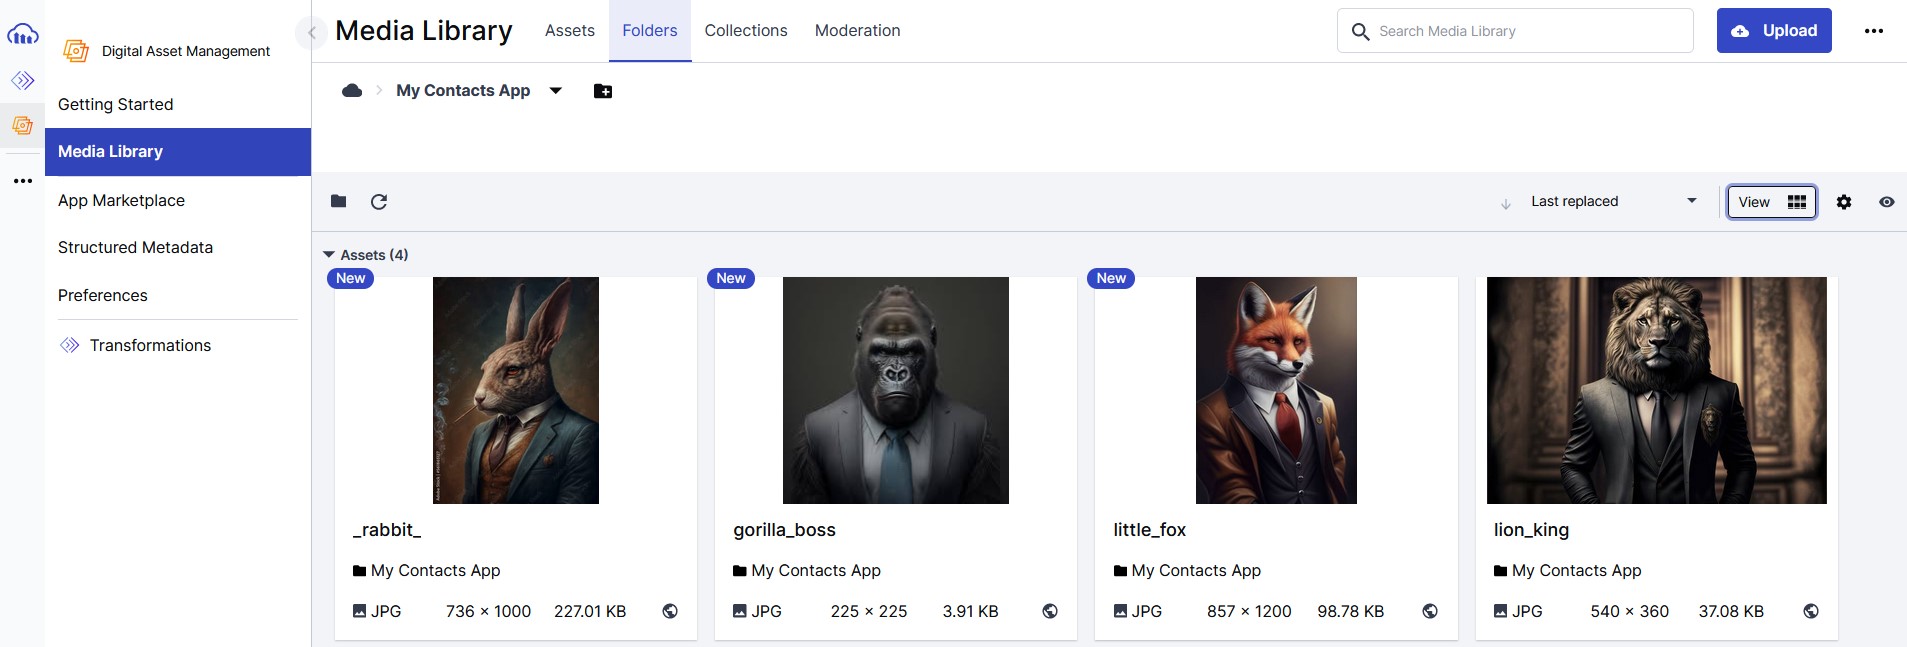 Digital Asset Management
Getting Started
Media Library
App Marketplace
Structured Metadata
Preferences
Transformations
Media Library
Assets
Folders
Collections
Moderation
Search Media Library
Upload
My Contacts App
Last replaced
View
Assets (4)
New
_rabbit_
My Contacts App
JPG 736 × 1000 227.01 KB
New
gorilla_boss
My Contacts App
JPG 225 × 225 3.91 KB
New
little_fox
My Contacts App
JPG 857 × 1200 98.78 KB
lion_king
My Contacts App
JPG 540 × 360 37.08 KB